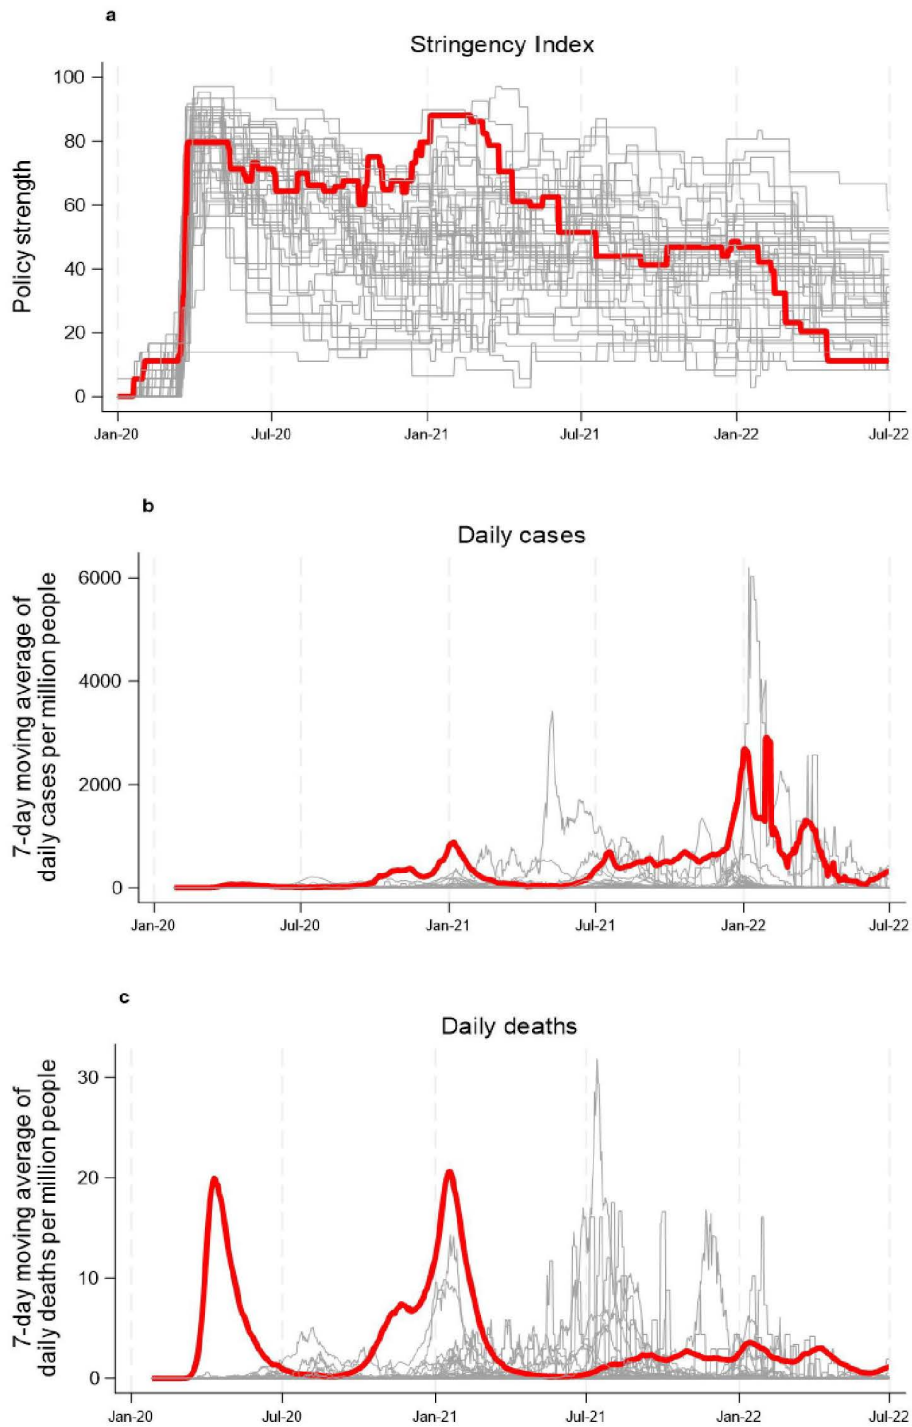 a
Stringency Index
Policy strength
100
80
60
40
20
0
Jan-20 Jul-20 Jan-21 Jul-21 Jan-22 Jul-22
b
Daily cases
7-day moving average of
daily cases per million people
6000
4000
2000
0
Jan-20 Jul-20 Jan-21 Jul-21 Jan-22 Jul-22
c
Daily deaths
7-day moving average of
daily deaths per million people
30
20
10
0
Jan-20 Jul-20 Jan-21 Jul-21 Jan-22 Jul-22